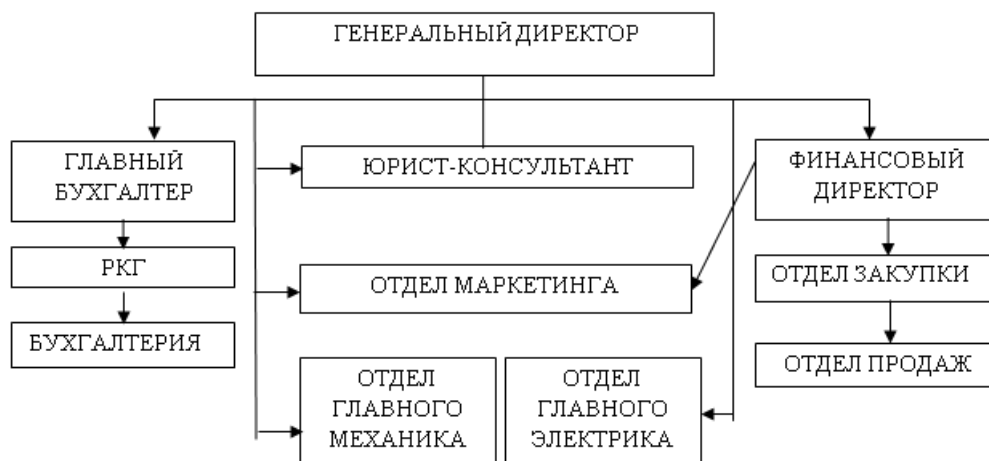 ГЕНЕРАЛЬНЫЙ ДИРЕКТОР
ГЛАВНЫЙ
БУХГАЛТЕР
ЮРИСТ-КОНСУЛЬТАНТ
ФИНАНСОВЫЙ
ДИРЕКТОР
РКГ
ОТДЕЛ МАРКЕТИНГА
ОТДЕЛ ЗАКУПКИ
БУХГАЛТЕРИЯ
ОТДЕЛ
ГЛАВНОГО
МЕХАНИКА
ОТДЕЛ
ГЛАВНОГО
ЭЛЕКТРИКА
ОТДЕЛ ПРОДАЖ